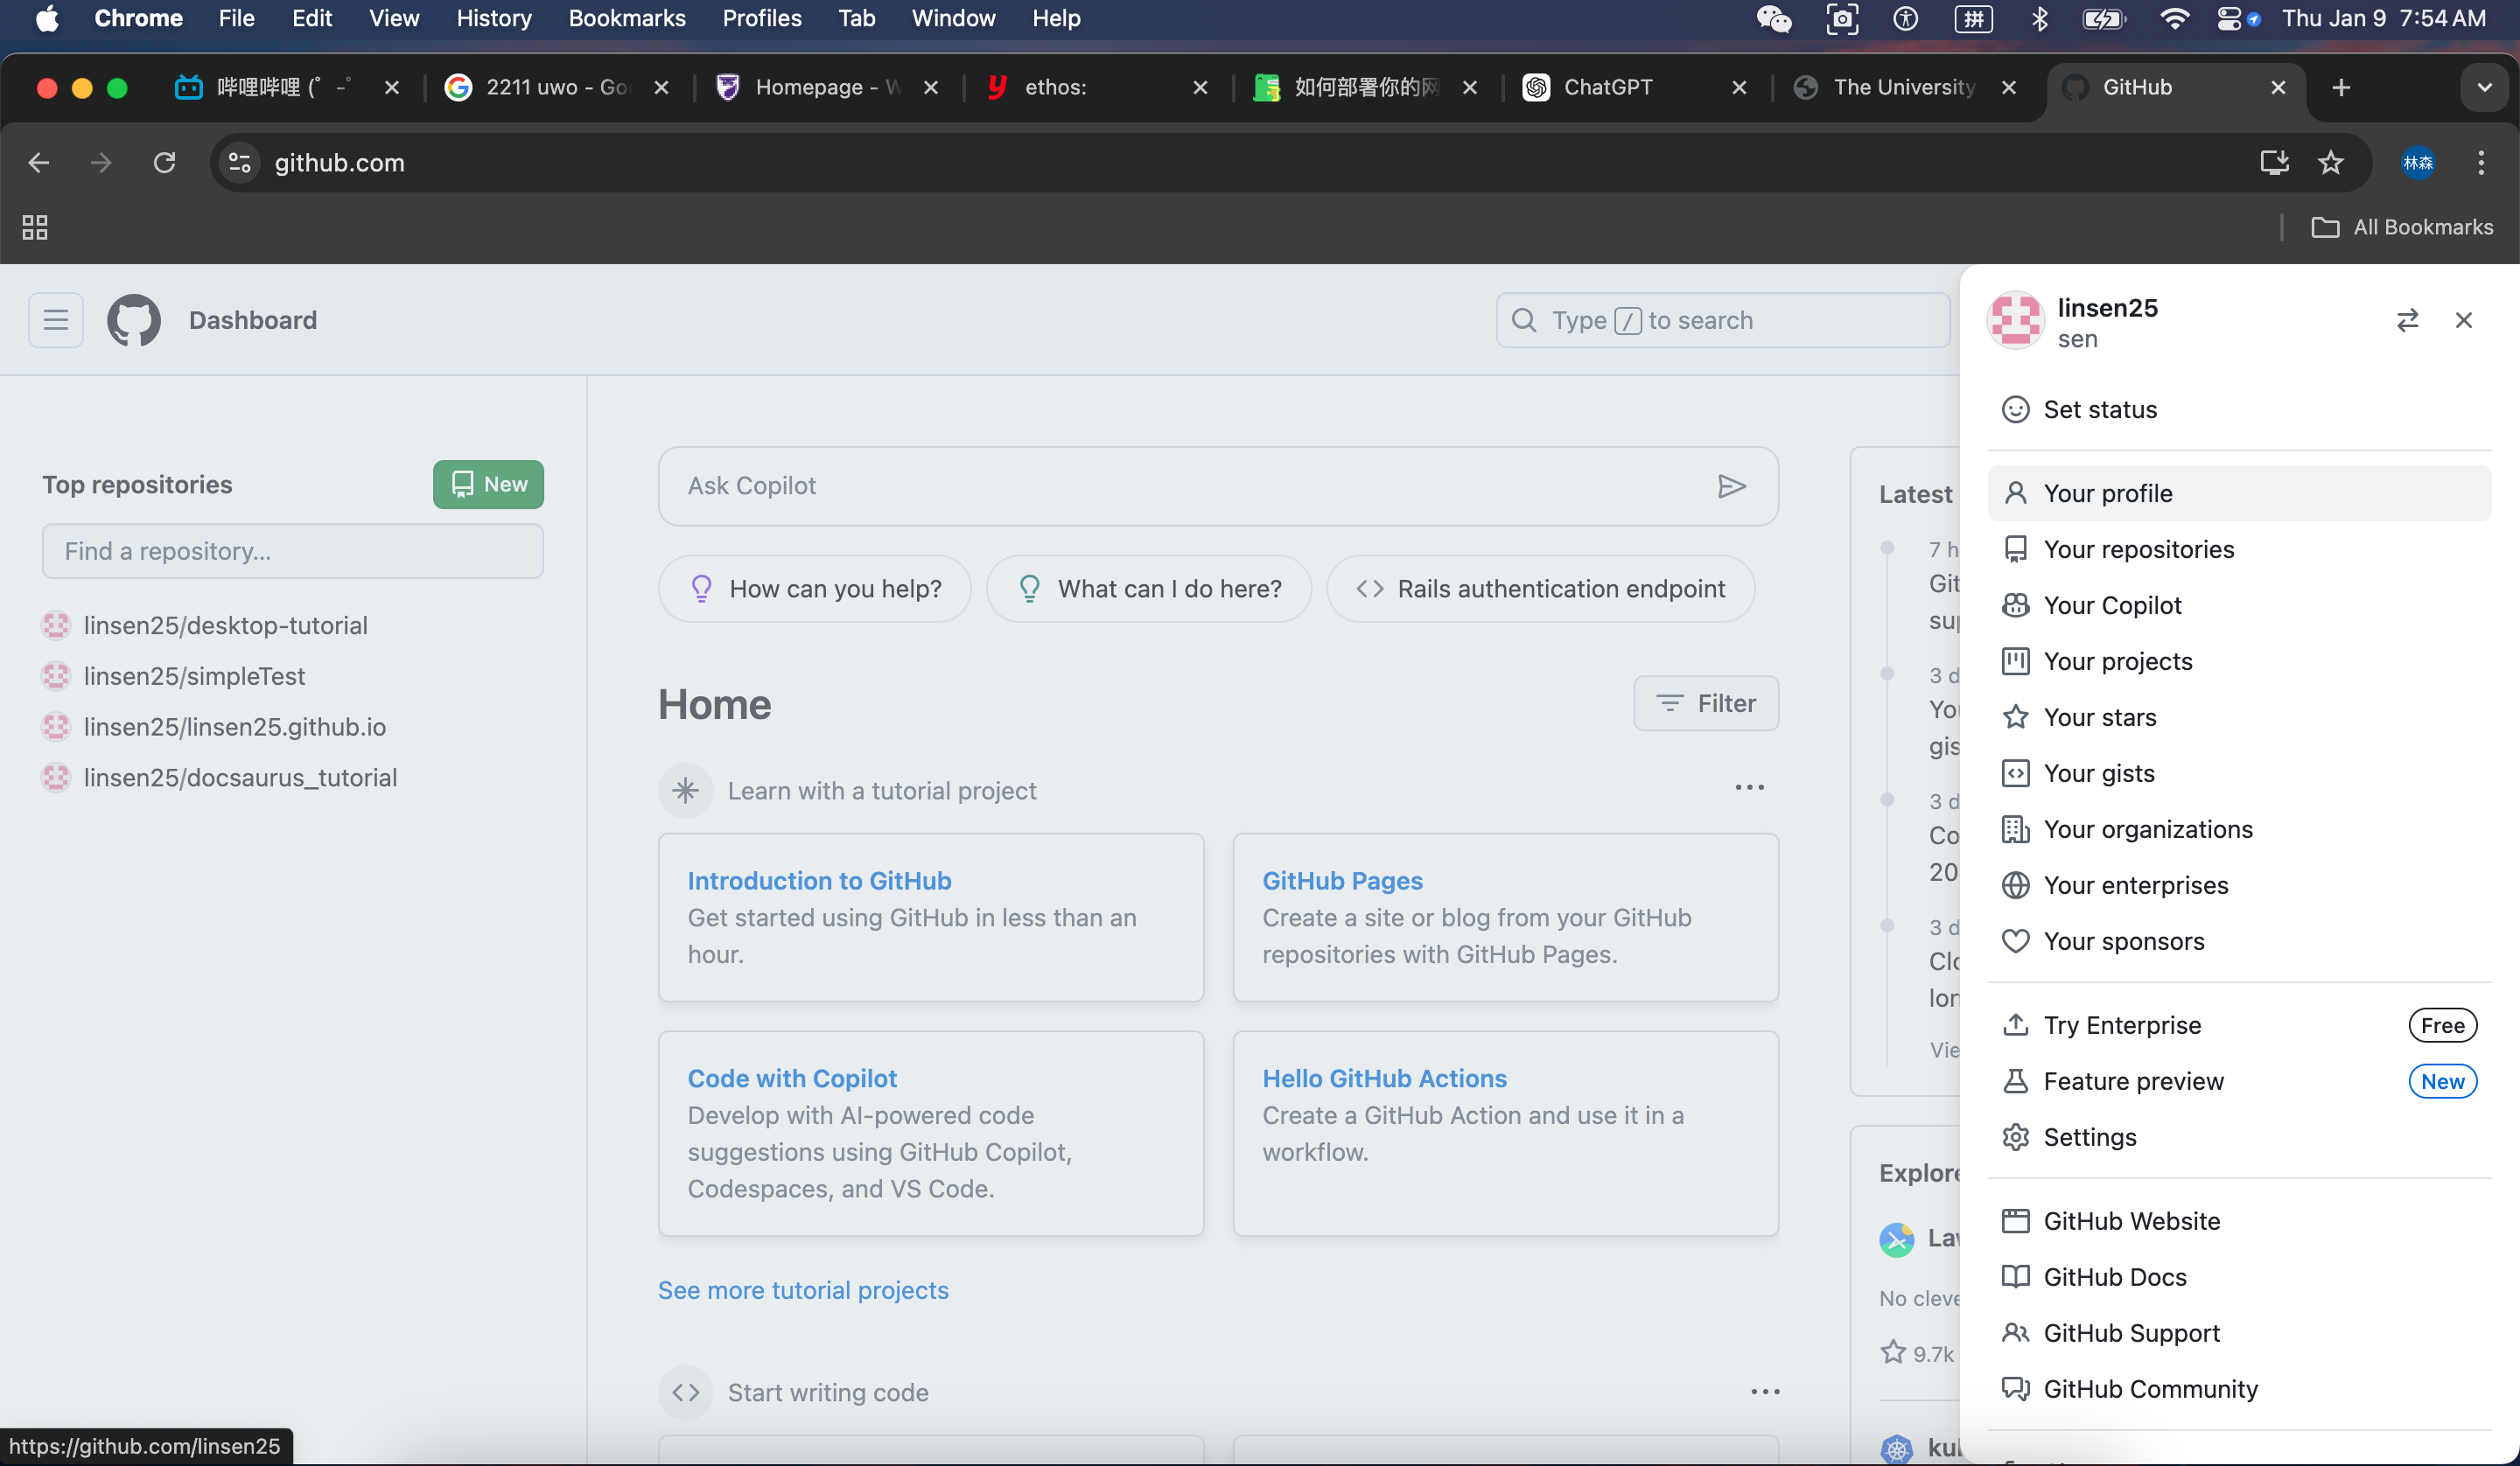 Chrome File Edit View History Bookmarks Profiles Tab Window Help 拼 Thu Jan 9 7:54 AM
哔哩哔哩 (゜-゜ 2211 uwo - Go Homepage - W ethos: 如何部署你的网 ChatGPT The University GitHub
github.com 林森
All Bookmarks
Dashboard
Type / to search
linsen25
sen
Set status
Your profile
Your repositories
Your Copilot
Your projects
Your stars
Your gists
Your organizations
Your enterprises
Your sponsors
Try Enterprise Free
Feature preview New
Settings
GitHub Website
GitHub Docs
GitHub Support
GitHub Community
Top repositories New
Find a repository...
linsen25/desktop-tutorial
linsen25/simpleTest
linsen25/linsen25.github.io
linsen25/docsaurus_tutorial
Ask Copilot
How can you help? What can I do here? Rails authentication endpoint
Home Filter
Learn with a tutorial project
Introduction to GitHub
Get started using GitHub in less than an
hour.
GitHub Pages
Create a site or blog from your GitHub
repositories with GitHub Pages.
Code with Copilot
Develop with AI-powered code
suggestions using GitHub Copilot,
Codespaces, and VS Code.
Hello GitHub Actions
Create a GitHub Action and use it in a
workflow.
See more tutorial projects
Start writing code
Latest
7 h
Git
3 d
gis
3 d
Co
20
3 d
Vie
Explore
No cleve
9.7k
https://github.com/linsen25